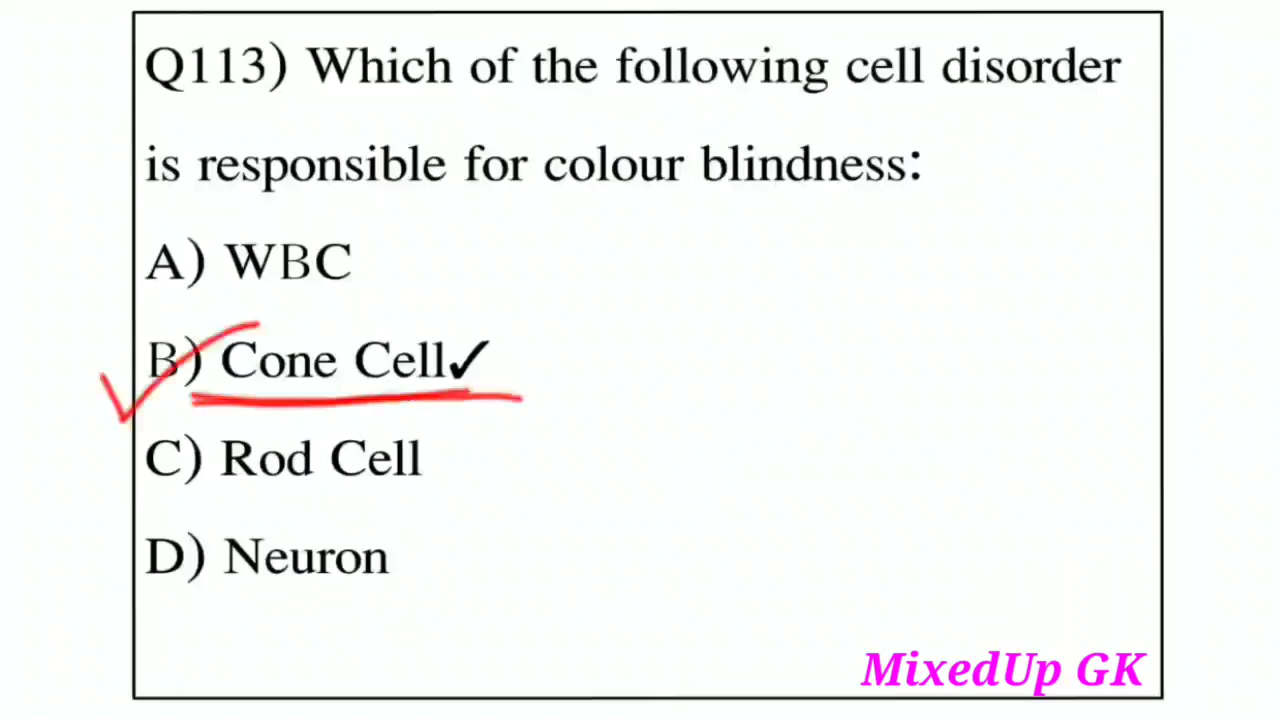 Q113) Which of the following cell disorder
is responsible for colour blindness:
A) WBC
B) Cone Cell✓
C) Rod Cell
D) Neuron
MixedUp GK